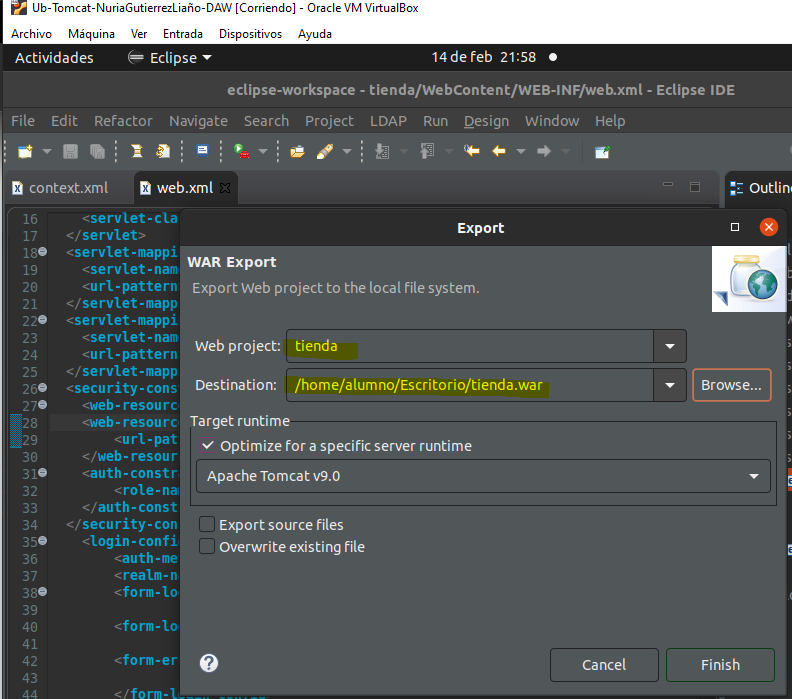 Ub-Tomcat-NuriaGutierrezLiaño-DAW [Corriendo] - Oracle VM VirtualBox
Archivo Máquina Ver Entrada Dispositivos Ayuda
Actividades Eclipse 14 de feb 21:58
eclipse-workspace - tienda/WebContent/WEB-INF/web.xml - Eclipse IDE
File Edit Refactor Navigate Search Project LDAP Run Design Window Help
context.xml web.xml Outlin
16 <servlet-cla
17 </servlet>
18 <servlet-mappi
19 <servlet-nam
20 <url-pattern
21 </servlet-mapp
22 <servlet-mappi
23 <servlet-nam
24 <url-pattern
25 </servlet-mapp
26 <security-cons
27 <web-resourc
28 <web-resourc
29 <url-pat
30 </web-resour
31 <auth-constra
32 <role-na
33 </auth-const
34 </security-con
35 <login-confi
36 <auth-me
37 <realm-n
38 <form-lo
39
40 <form-lo
41
42 <form-er
43
44
Export
WAR Export
Export Web project to the local file system.
Web project: tienda
Destination: /home/alumno/Escritorio/tienda.war Browse...
Target runtime
Optimize for a specific server runtime
Apache Tomcat v9.0
Export source files
Overwrite existing file
Cancel Finish